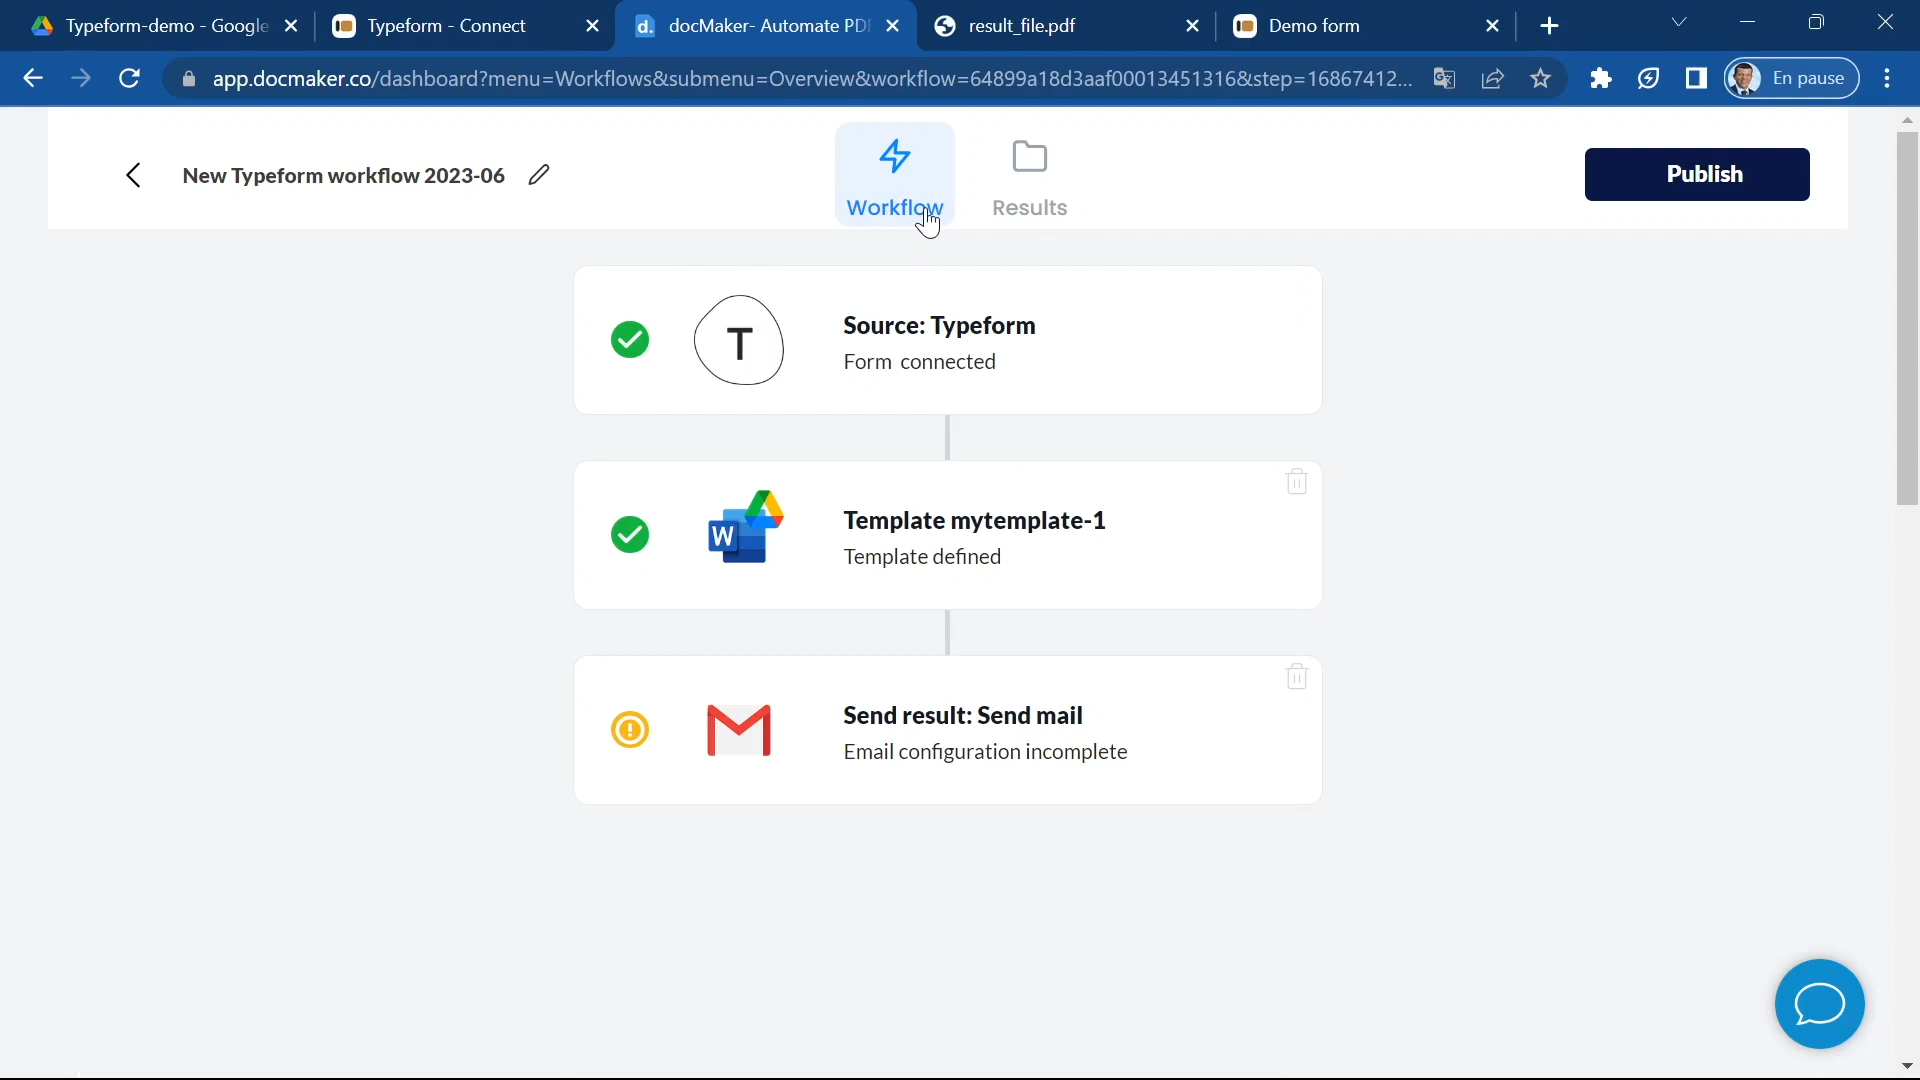 Typeform-demo - Google
Typeform - Connect
docMaker- Automate PDF
result_file.pdf
Demo form
app.docmaker.co/dashboard?menu=Workflows&submenu=Overview&workflow=64899a18d3aaf00013451316&step=16867412...
En pause
New Typeform workflow 2023-06
Workflow
Results
Publish
T
Source: Typeform
Form connected
W
Template mytemplate-1
Template defined
Send result: Send mail
Email configuration incomplete